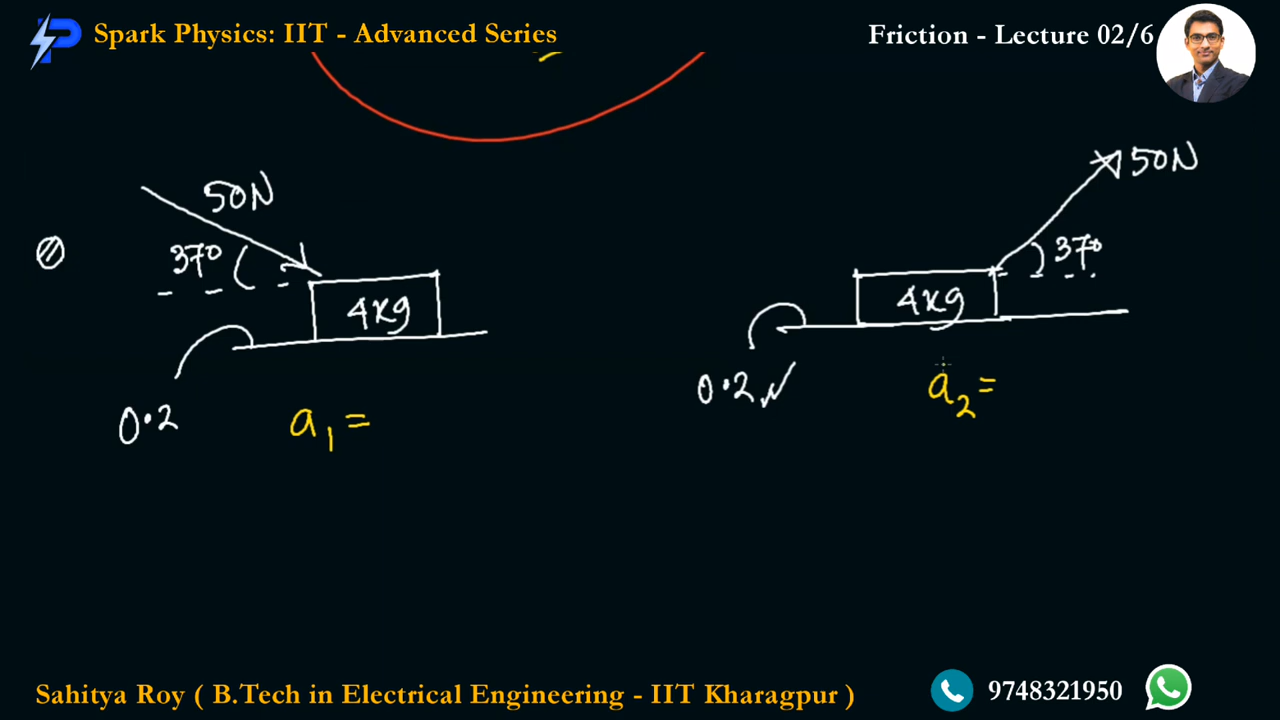 Spark Physics: IIT - Advanced Series
Friction - Lecture 02/6
50N
37°
4kg
0.2
a₁ =
50N
37°
4kg
0.2 ✓
a₂ =
Sahitya Roy ( B.Tech in Electrical Engineering - IIT Kharagpur )
9748321950